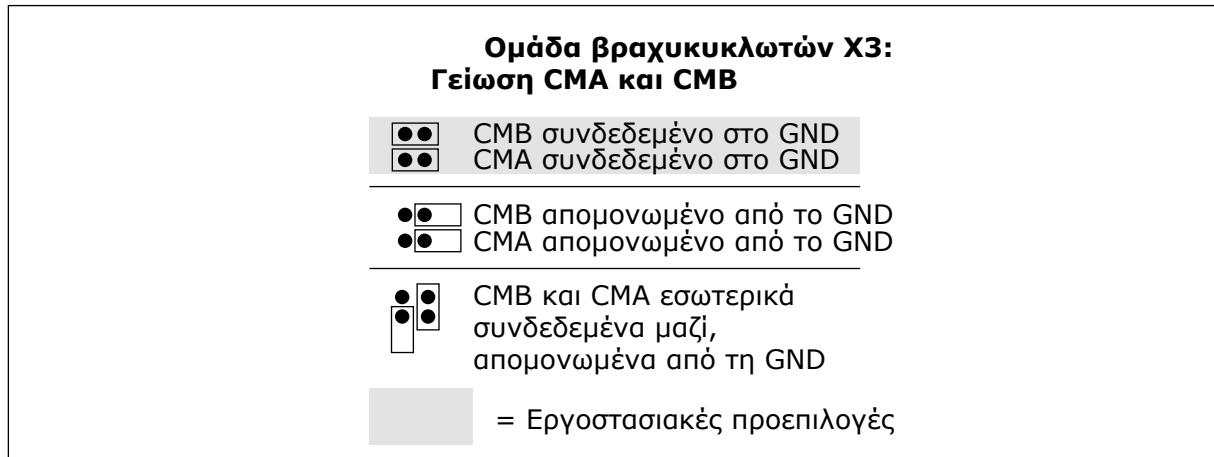 Ομάδα βραχυκυκλωτών X3:
Γείωση CMA και CMB
CMB συνδεδεμένο στο GND
CMA συνδεδεμένο στο GND
CMB απομονωμένο από το GND
CMA απομονωμένο από το GND
CMB και CMA εσωτερικά
συνδεδεμένα μαζί,
απομονωμένα από τη GND
= Εργοστασιακές προεπιλογές